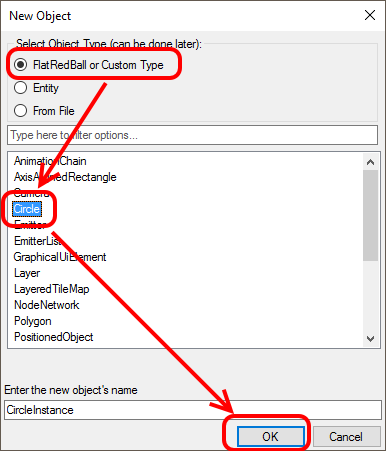 New Object
Select Object Type (can be done later):
FlatRedBall or Custom Type
Entity
From File
Type here to filter options...
AnimationChain
AxisAlignedRectangle
Camera
Circle
Emitter
EmitterList
GraphicalUiElement
Layer
LayeredTileMap
NodeNetwork
Polygon
PositionedObject
Enter the new object's name
CircleInstance
OK
Cancel